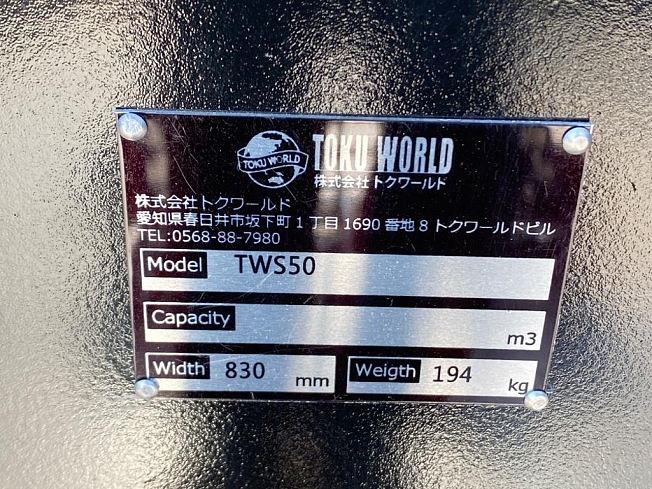 TOKU WORLD
TOKU WORLD
株式会社トクワールド
株式会社トクワールド
愛知県春日井市坂下町1丁目1690番地8トクワールドビル
TEL:0568-88-7980
Model TWS50
Capacity m3
Width 830 mm Weigth 194 kg